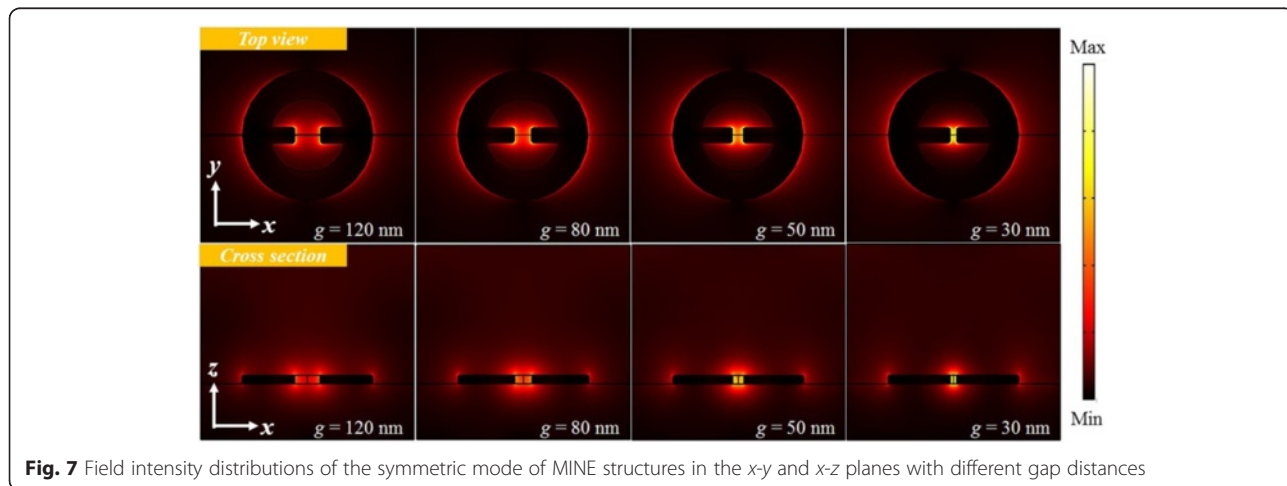 Top view
Max
y
x
g = 120 nm
g = 80 nm
g = 50 nm
g = 30 nm
Cross section
z
x
g = 120 nm
g = 80 nm
g = 50 nm
g = 30 nm
Min
Fig. 7 Field intensity distributions of the symmetric mode of MINE structures in the x-y and x-z planes with different gap distances